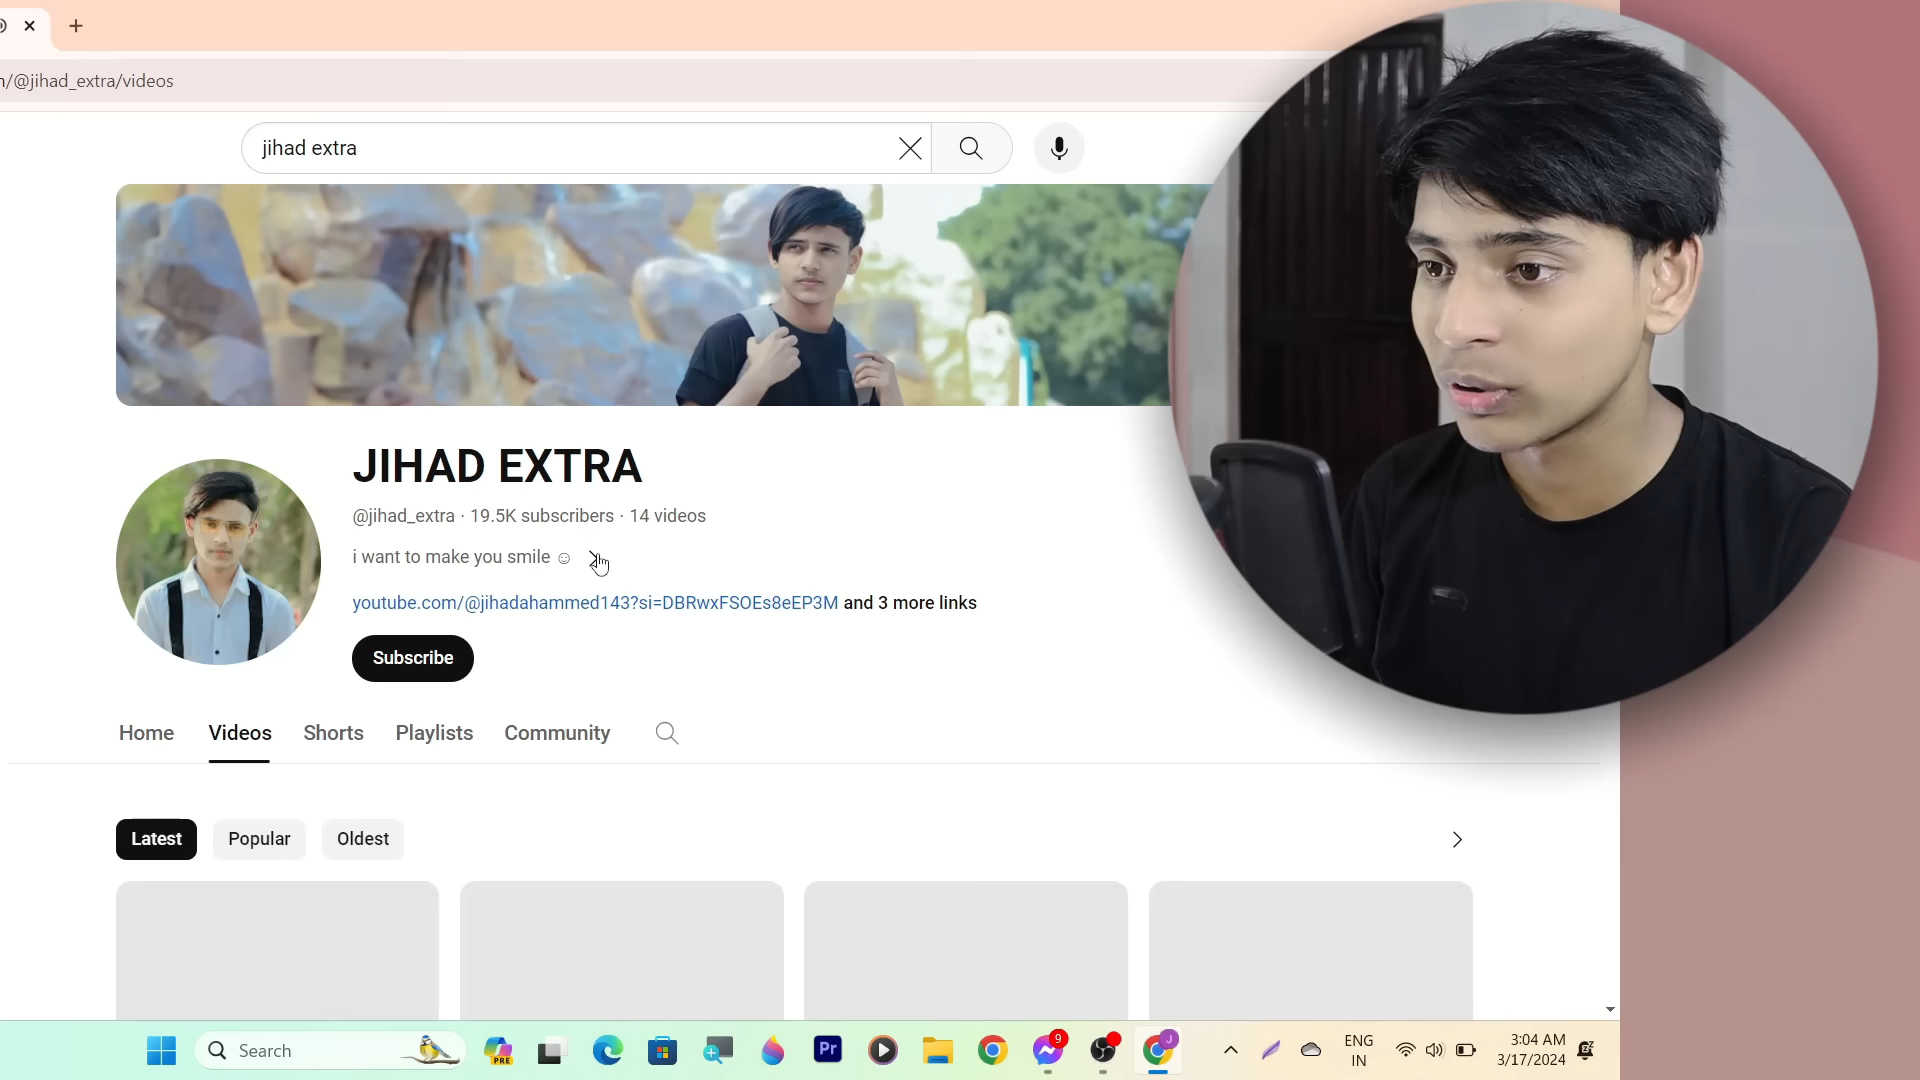 n/@jihad_extra/videos
jihad extra
JIHAD EXTRA
@jihad_extra · 19.5K subscribers · 14 videos
i want to make you smile ☺
youtube.com/@jihadahammed143?si=DBRwxFSOEs8eEP3M and 3 more links
Subscribe
Home Videos Shorts Playlists Community
Latest Popular Oldest
Search
PRE
Pr
9
J
ENG
IN
3:04 AM
3/17/2024